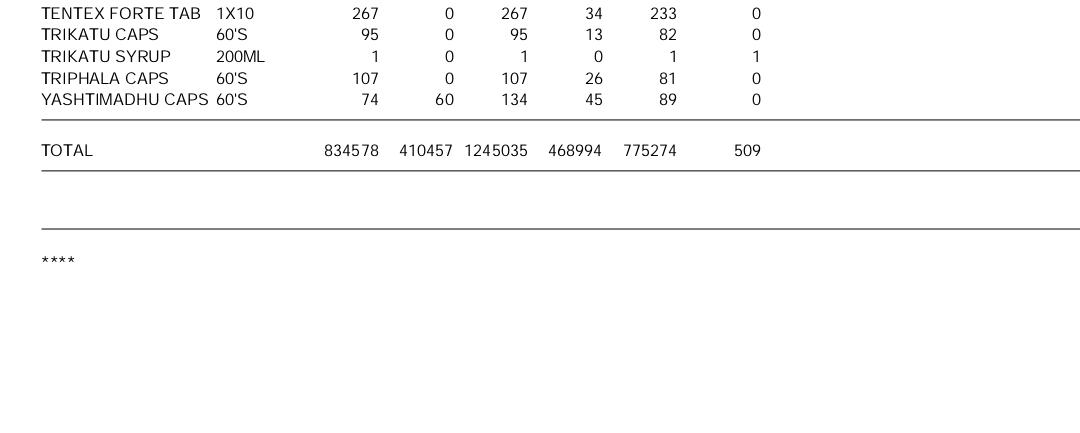 TENTEX FORTE TAB 1X10 267 0 267 34 233 0
TRIKATU CAPS 60'S 95 0 95 13 82 0
TRIKATU SYRUP 200ML 1 0 1 0 1 1
TRIPHALA CAPS 60'S 107 0 107 26 81 0
YASHTIMADHU CAPS 60'S 74 60 134 45 89 0
TOTAL 834578 410457 1245035 468994 775274 509
****